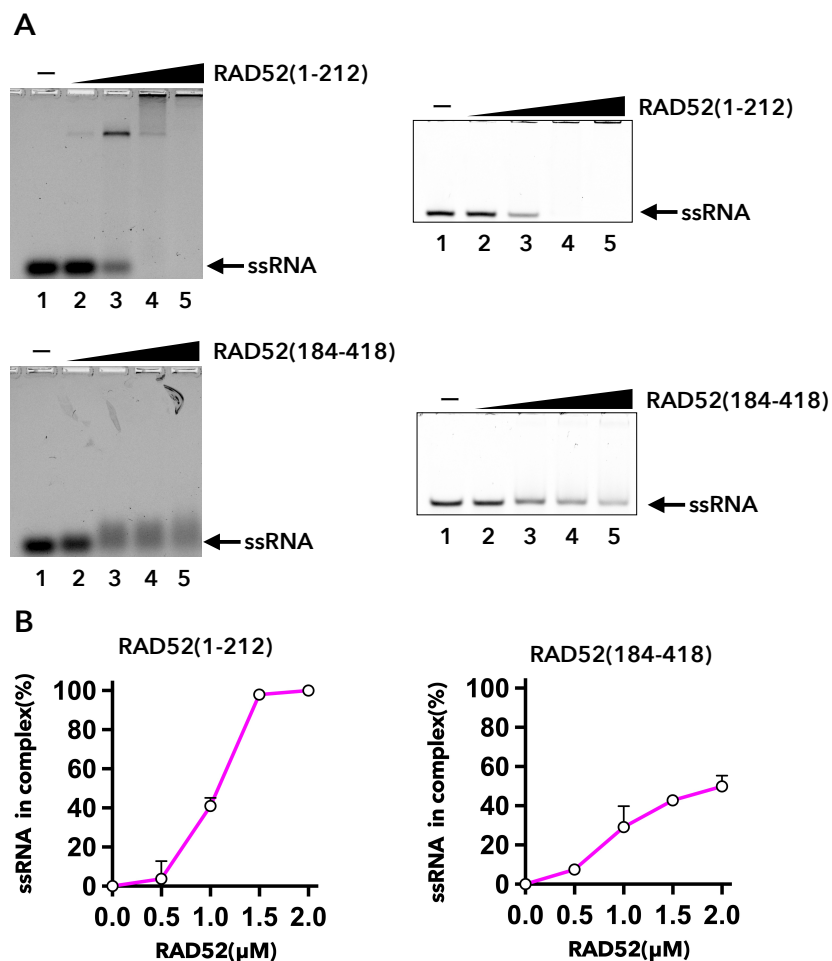 A
– RAD52(1-212)
ssRNA
1 2 3 4 5
– RAD52(1-212)
ssRNA
1 2 3 4 5
– RAD52(184-418)
ssRNA
1 2 3 4 5
– RAD52(184-418)
ssRNA
1 2 3 4 5
B
RAD52(1-212)
ssRNA in complex(%)
100
80
60
40
20
0
0.0 0.5 1.0 1.5 2.0
RAD52(μM)
RAD52(184-418)
ssRNA in complex(%)
100
80
60
40
20
0
0.0 0.5 1.0 1.5 2.0
RAD52(μM)